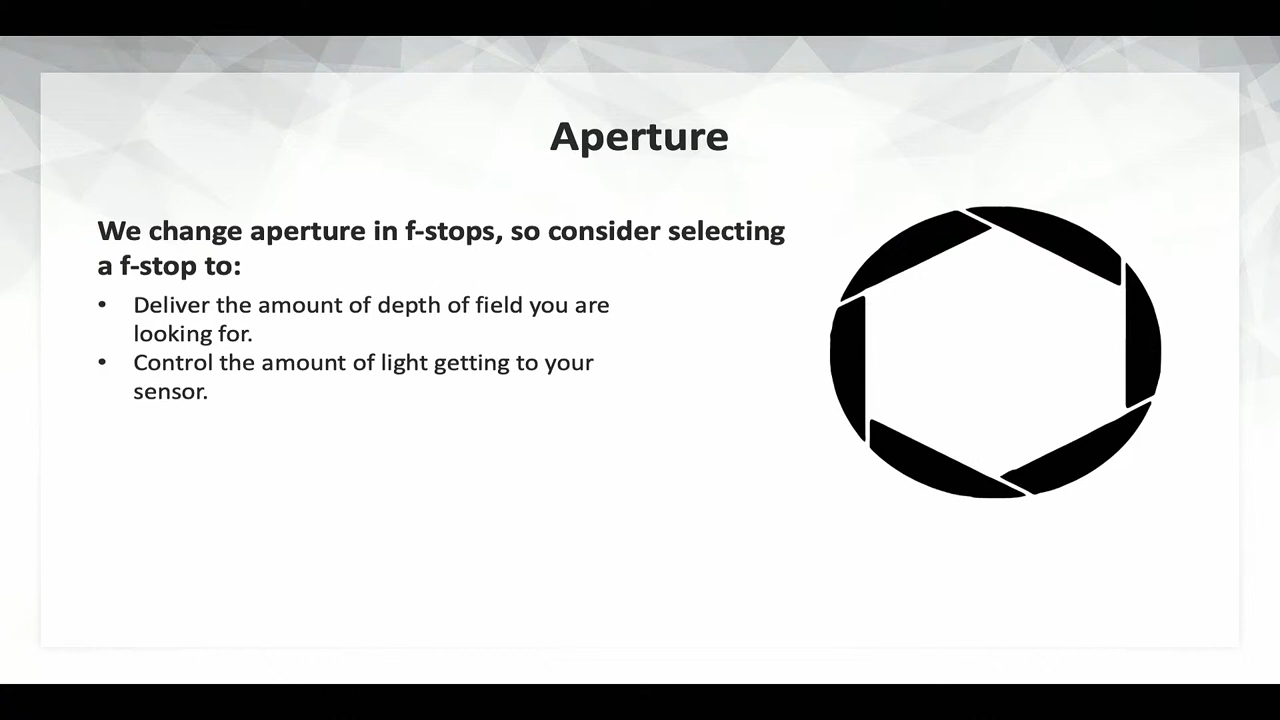 Aperture
We change aperture in f-stops, so consider selecting
a f-stop to:
• Deliver the amount of depth of field you are
looking for.
• Control the amount of light getting to your
sensor.